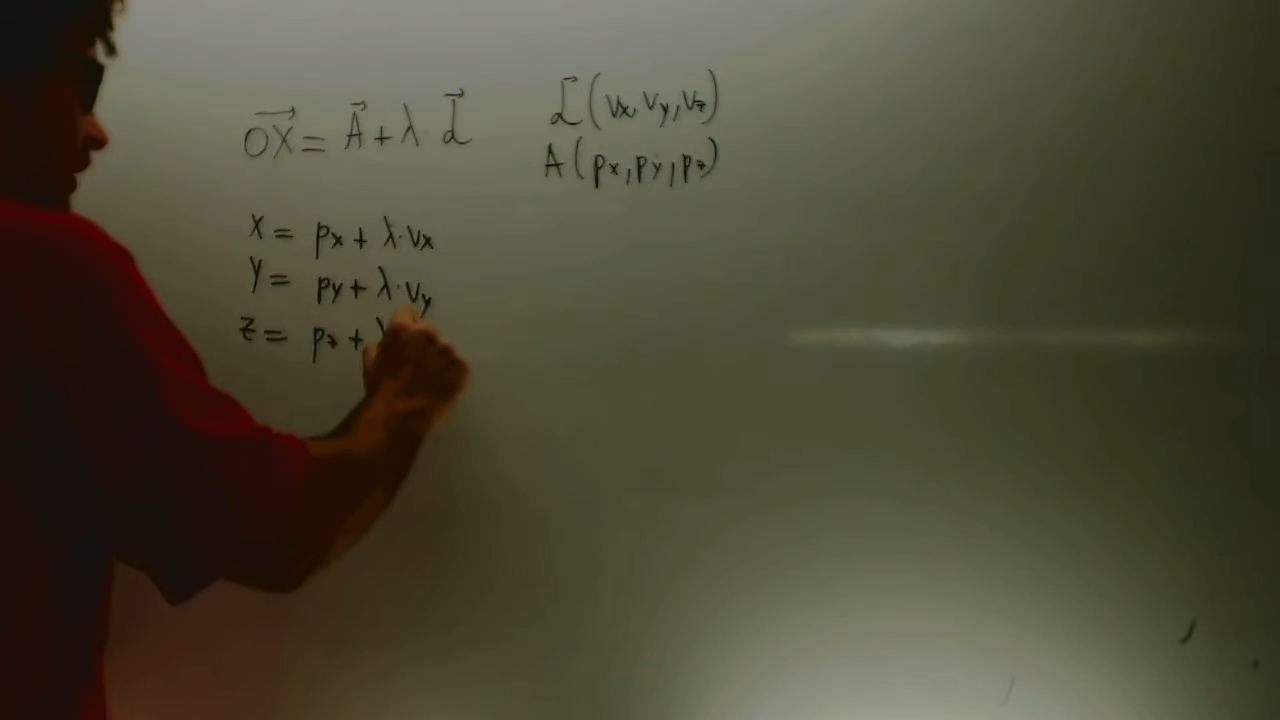 OX⃗ = A⃗ + λ · d⃗
d⃗ (vx, vy, vz)
A (px, py, pz)
x = px + λ · vx
y = py + λ · vy
z = pz + λ